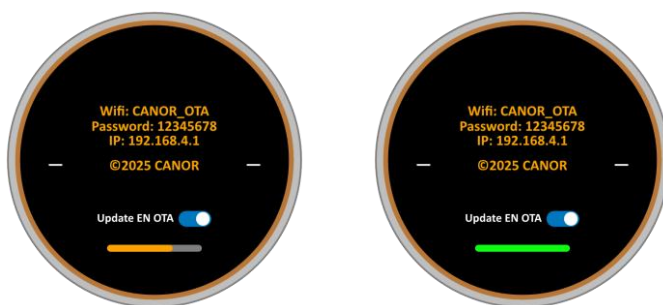 Wifi: CANOR_OTA
Password: 12345678
IP: 192.168.4.1
©2025 CANOR
Update EN OTA
Wifi: CANOR_OTA
Password: 12345678
IP: 192.168.4.1
©2025 CANOR
Update EN OTA